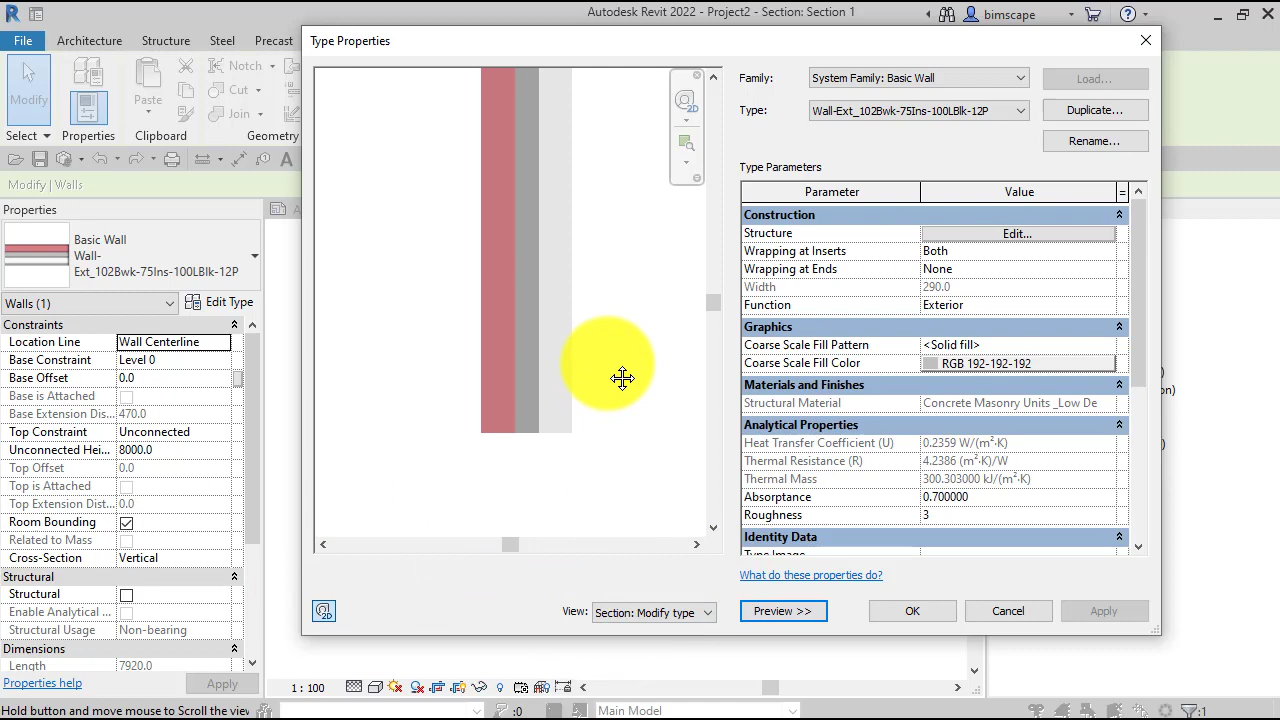 Autodesk Revit 2022 - Project2 - Section: Section 1
bimscape
File
Architecture
Structure
Steel
Precast
Type Properties
Modify
Paste
Notch
Cut
Join
Select
Properties
Clipboard
Geometry
Modify | Walls
Properties
Basic Wall
Wall-
Ext_102Bwk-75Ins-100LBlk-12P
Walls (1)
Edit Type
Constraints
Location Line
Wall Centerline
Base Constraint
Level 0
Base Offset
0.0
Base is Attached
Base Extension Dis...
470.0
Top Constraint
Unconnected
Unconnected Hei...
8000.0
Top Offset
0.0
Top is Attached
Top Extension Dist...
0.0
Room Bounding
Related to Mass
Cross-Section
Vertical
Structural
Structural
Enable Analytical ...
Structural Usage
Non-bearing
Dimensions
Length
7920.0
Properties help
Apply
Family:
System Family: Basic Wall
Load...
Type:
Wall-Ext_102Bwk-75Ins-100LBlk-12P
Duplicate...
Rename...
Type Parameters
Parameter
Value
=
Construction
Structure
Edit...
Wrapping at Inserts
Both
Wrapping at Ends
None
Width
290.0
Function
Exterior
Graphics
Coarse Scale Fill Pattern
<Solid fill>
Coarse Scale Fill Color
RGB 192-192-192
Materials and Finishes
Structural Material
Concrete Masonry Units _Low De
Analytical Properties
Heat Transfer Coefficient (U)
0.2359 W/(m²·K)
Thermal Resistance (R)
4.2386 (m²·K)/W
Thermal Mass
300.303000 kJ/(m²·K)
Absorptance
0.700000
Roughness
3
Identity Data
Type Image
What do these properties do?
2D
2D
View:
Section: Modify type
Preview >>
OK
Cancel
Apply
on)
1 : 100
Hold button and move mouse to Scroll the view
:0
Main Model
:1